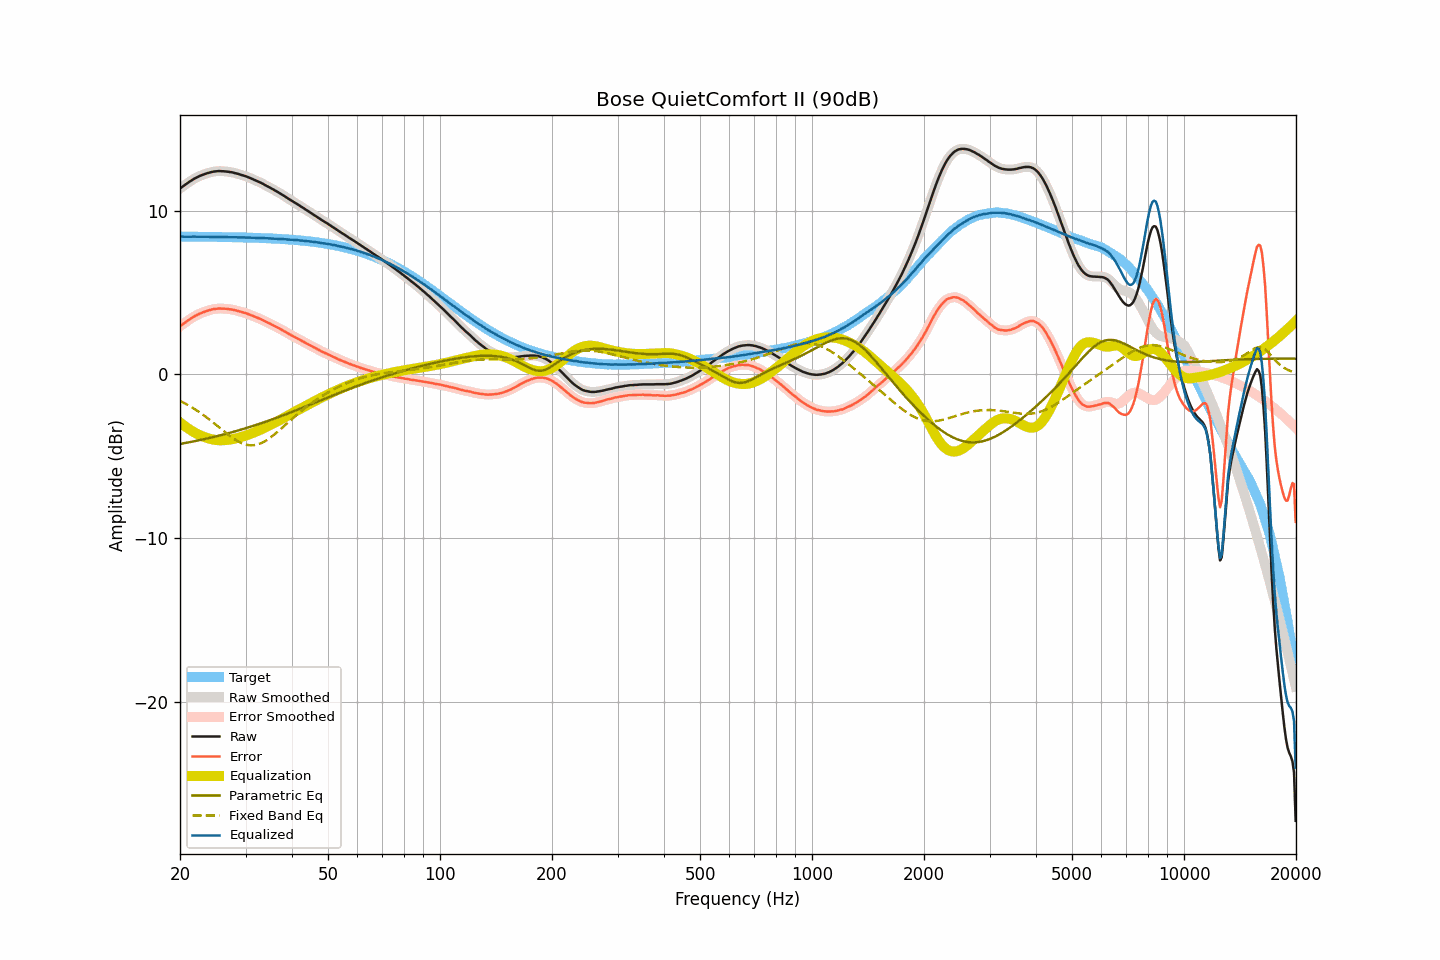 Bose QuietComfort II (90dB)
10
0
−10
−20
Amplitude (dBr)
Target
Raw Smoothed
Error Smoothed
Raw
Error
Equalization
Parametric Eq
Fixed Band Eq
Equalized
20 50 100 200 500 1000 2000 5000 10000 20000
Frequency (Hz)